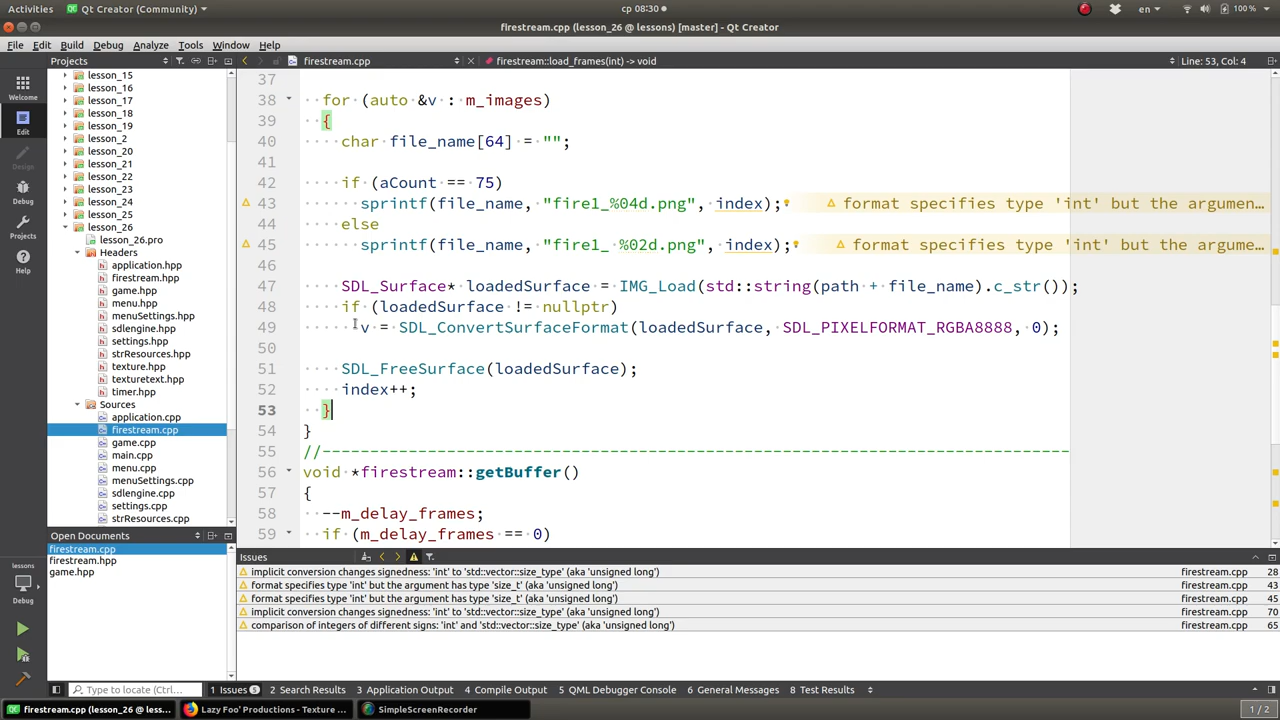 Activities
Qt Creator (Community)
ср 08:30
en
100 %
firestream.cpp (lesson_26 @ lessons) [master] - Qt Creator
File Edit Build Debug Analyze Tools Window Help
Projects
firestream.cpp
firestream::load_frames(int) -> void
Line: 53, Col: 4
Welcome
Edit
Design
Debug
Projects
Help
lesson_15
lesson_16
lesson_17
lesson_18
lesson_19
lesson_2
lesson_20
lesson_21
lesson_22
lesson_23
lesson_24
lesson_25
lesson_26
lesson_26.pro
Headers
application.hpp
firestream.hpp
game.hpp
menu.hpp
menuSettings.hpp
sdlengine.hpp
settings.hpp
strResources.hpp
texture.hpp
texturetext.hpp
timer.hpp
Sources
application.cpp
firestream.cpp
game.cpp
main.cpp
menu.cpp
menuSettings.cpp
sdlengine.cpp
settings.cpp
strResources.cpp
37
38 for (auto &v : m_images)
39 {
40 char file_name[64] = "";
41
42 if (aCount == 75)
43 sprintf(file_name, "fire1_%04d.png", index); format specifies type 'int' but the argumen...
44 else
45 sprintf(file_name, "fire1_ %02d.png", index); format specifies type 'int' but the argume...
46
47 SDL_Surface* loadedSurface = IMG_Load(std::string(path + file_name).c_str());
48 if (loadedSurface != nullptr)
49 v = SDL_ConvertSurfaceFormat(loadedSurface, SDL_PIXELFORMAT_RGBA8888, 0);
50
51 SDL_FreeSurface(loadedSurface);
52 index++;
53 }
54 }
55 //-----------------------------------------------------------------------
56 void *firestream::getBuffer()
57 {
58 --m_delay_frames;
59 if (m_delay_frames == 0)
Open Documents
firestream.cpp
firestream.hpp
game.hpp
Issues
implicit conversion changes signedness: 'int' to 'std::vector::size_type' (aka 'unsigned long') firestream.cpp 28
format specifies type 'int' but the argument has type 'size_t' (aka 'unsigned long') firestream.cpp 43
format specifies type 'int' but the argument has type 'size_t' (aka 'unsigned long') firestream.cpp 45
implicit conversion changes signedness: 'int' to 'std::vector::size_type' (aka 'unsigned long') firestream.cpp 70
comparison of integers of different signs: 'int' and 'std::vector::size_type' (aka 'unsigned long') firestream.cpp 65
lessons
Debug
Type to locate (Ctrl+...
1 Issues 5
2 Search Results
3 Application Output
4 Compile Output
5 QML Debugger Console
6 General Messages
8 Test Results
firestream.cpp (lesson_26 @ less...
Lazy Foo' Productions - Texture ...
SimpleScreenRecorder
1 / 2